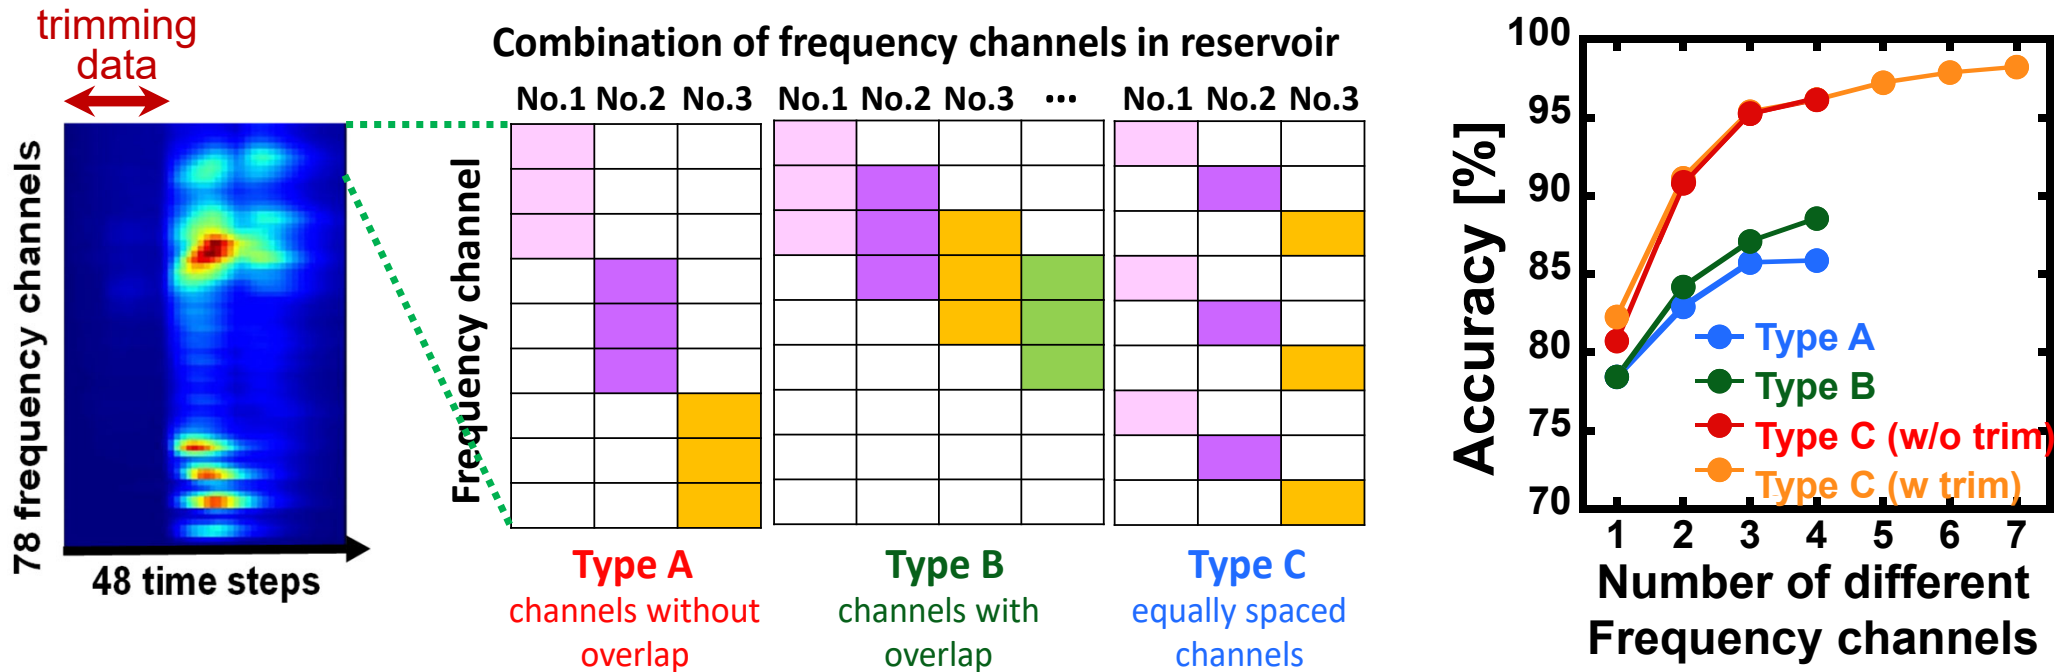 trimming
data
78 frequency channels
48 time steps
Combination of frequency channels in reservoir
No.1 No.2 No.3
No.1 No.2 No.3 ...
No.1 No.2 No.3
Frequency channel
Type A
channels without
overlap
Type B
channels with
overlap
Type C
equally spaced
channels
Accuracy [%]
100
95
90
85
80
75
70
Type A
Type B
Type C (w/o trim)
Type C (w trim)
1 2 3 4 5 6 7
Number of different
Frequency channels